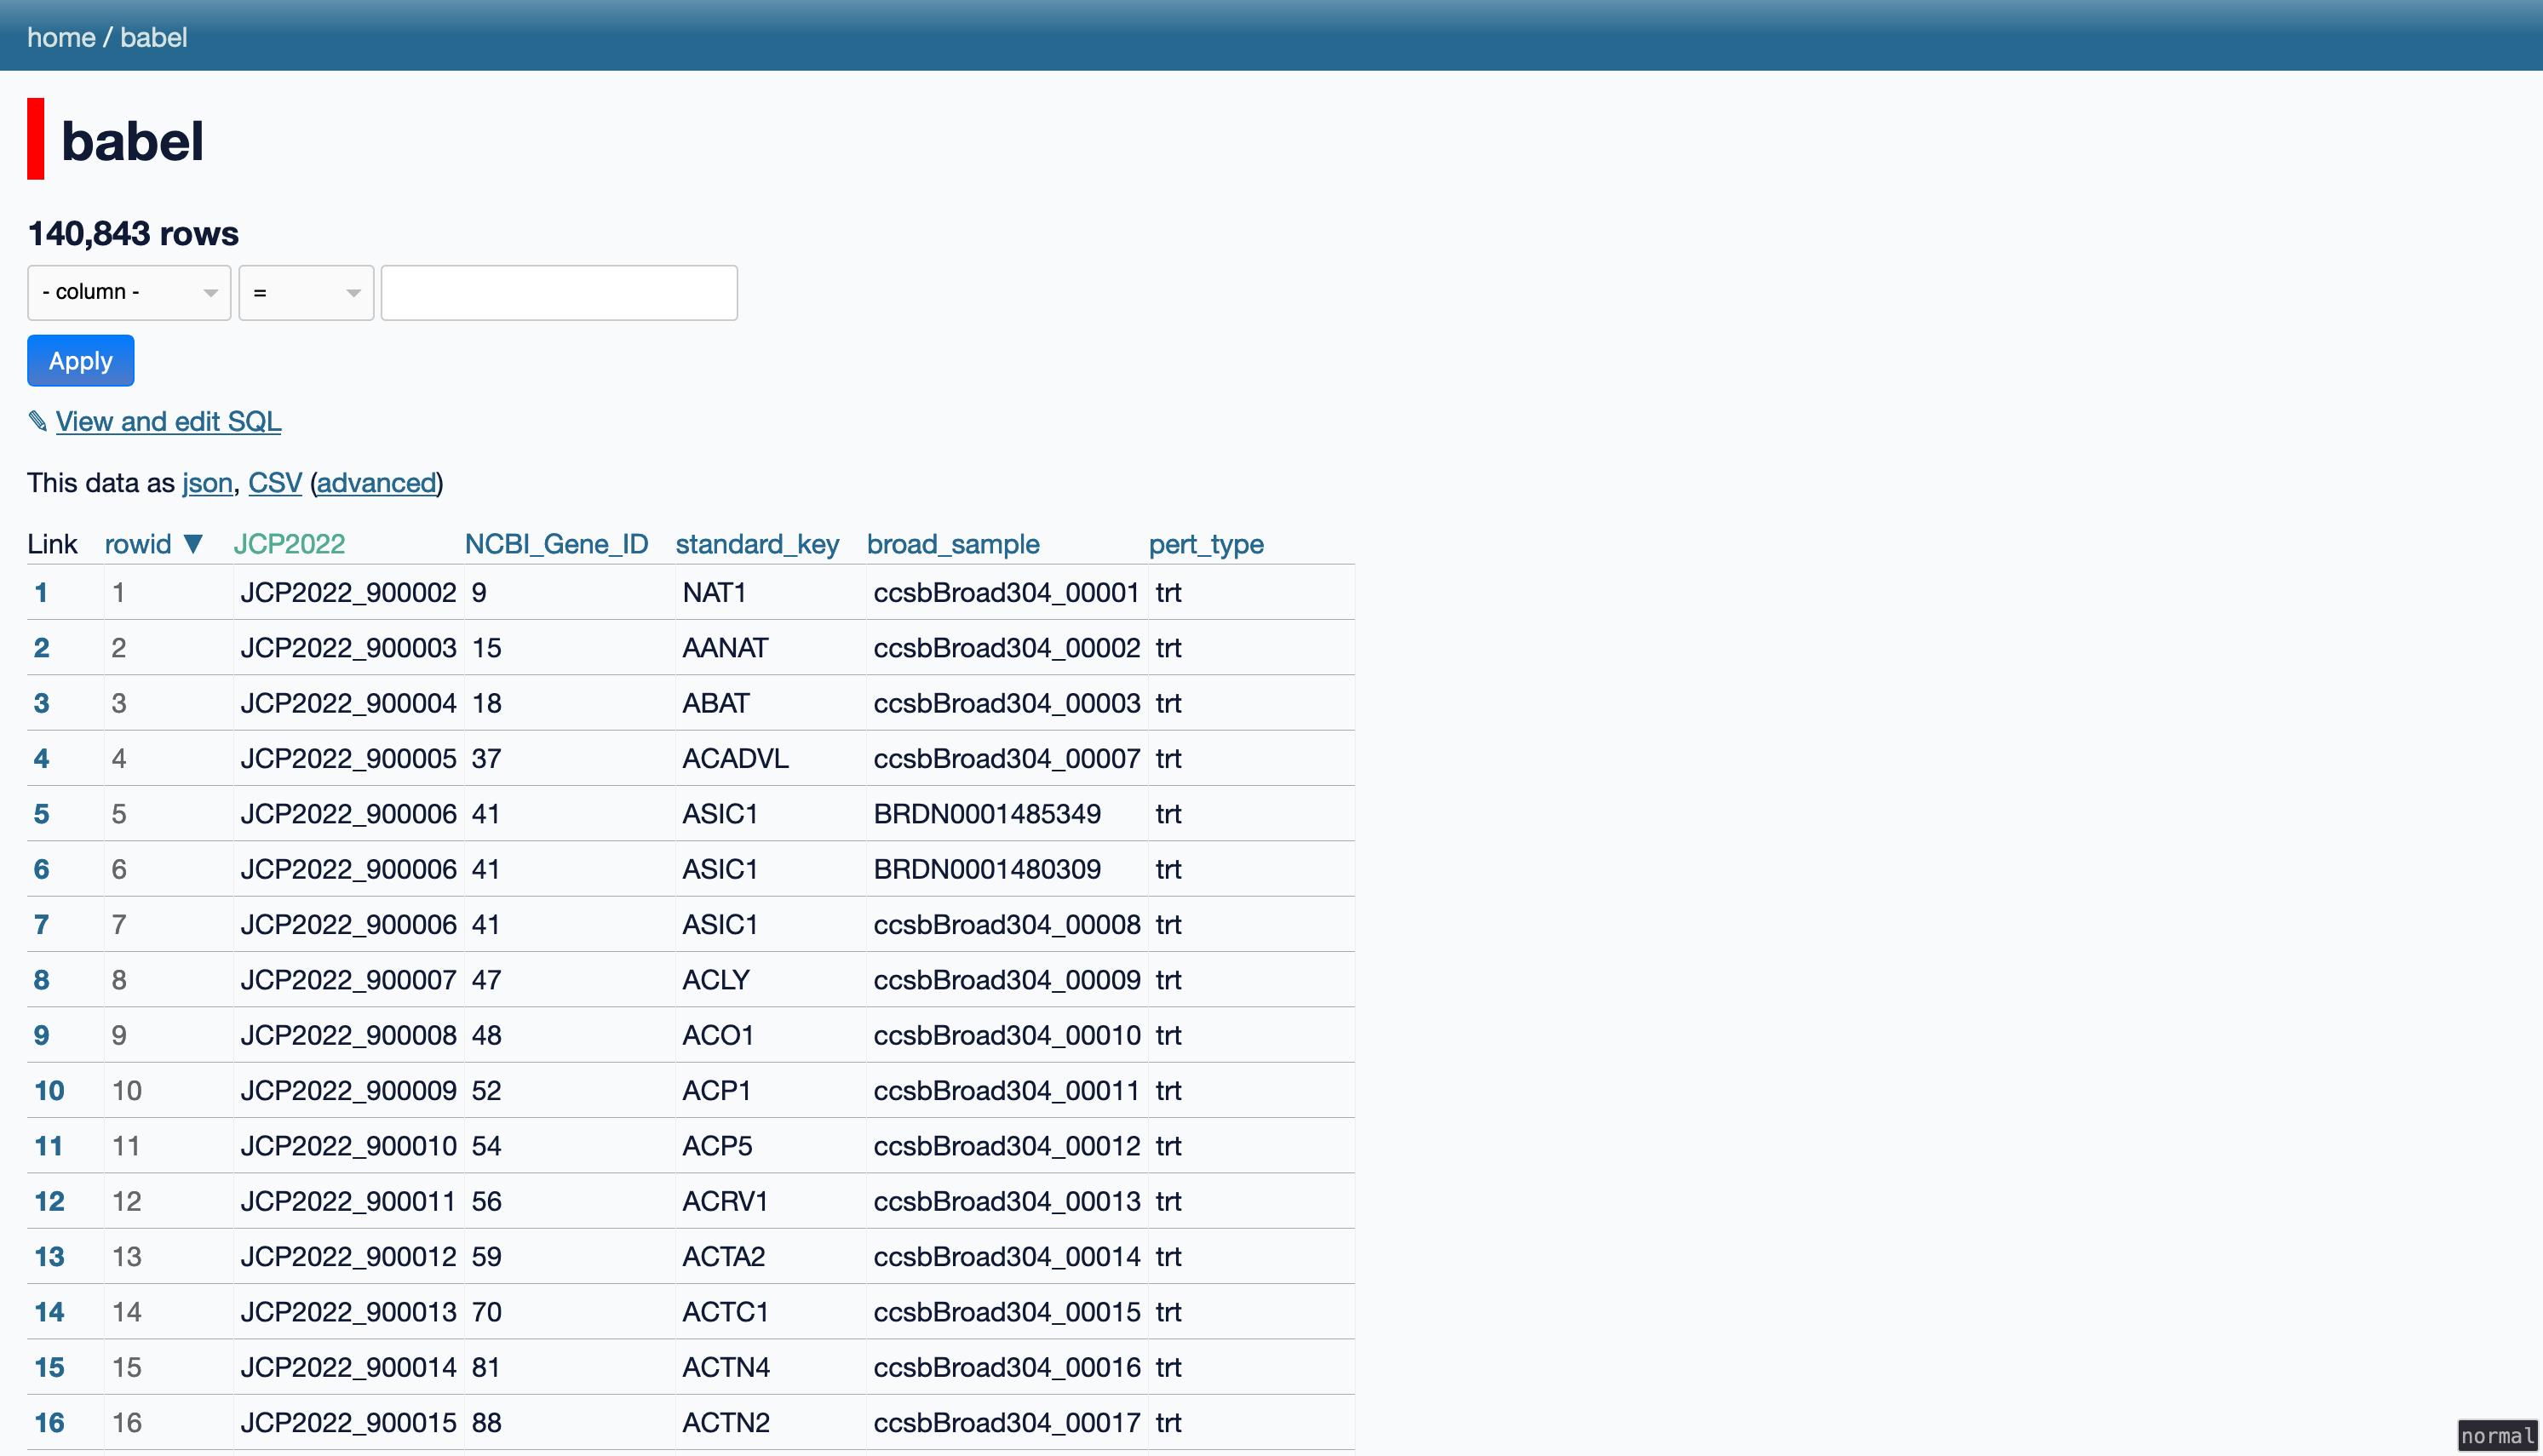 home / babel
babel
140,843 rows
- column - =
Apply
✎ View and edit SQL
This data as json, CSV (advanced)
Link rowid ▼ JCP2022 NCBI_Gene_ID standard_key broad_sample pert_type
1 1 JCP2022_900002 9 NAT1 ccsbBroad304_00001 trt
2 2 JCP2022_900003 15 AANAT ccsbBroad304_00002 trt
3 3 JCP2022_900004 18 ABAT ccsbBroad304_00003 trt
4 4 JCP2022_900005 37 ACADVL ccsbBroad304_00007 trt
5 5 JCP2022_900006 41 ASIC1 BRDN0001485349 trt
6 6 JCP2022_900006 41 ASIC1 BRDN0001480309 trt
7 7 JCP2022_900006 41 ASIC1 ccsbBroad304_00008 trt
8 8 JCP2022_900007 47 ACLY ccsbBroad304_00009 trt
9 9 JCP2022_900008 48 ACO1 ccsbBroad304_00010 trt
10 10 JCP2022_900009 52 ACP1 ccsbBroad304_00011 trt
11 11 JCP2022_900010 54 ACP5 ccsbBroad304_00012 trt
12 12 JCP2022_900011 56 ACRV1 ccsbBroad304_00013 trt
13 13 JCP2022_900012 59 ACTA2 ccsbBroad304_00014 trt
14 14 JCP2022_900013 70 ACTC1 ccsbBroad304_00015 trt
15 15 JCP2022_900014 81 ACTN4 ccsbBroad304_00016 trt
16 16 JCP2022_900015 88 ACTN2 ccsbBroad304_00017 trt
normal